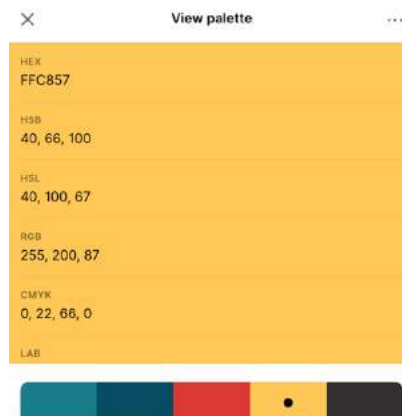 View palette
HEX
FFC857
HSB
40, 66, 100
HSL
40, 100, 67
RGB
255, 200, 87
CMYK
0, 22, 66, 0
LAB